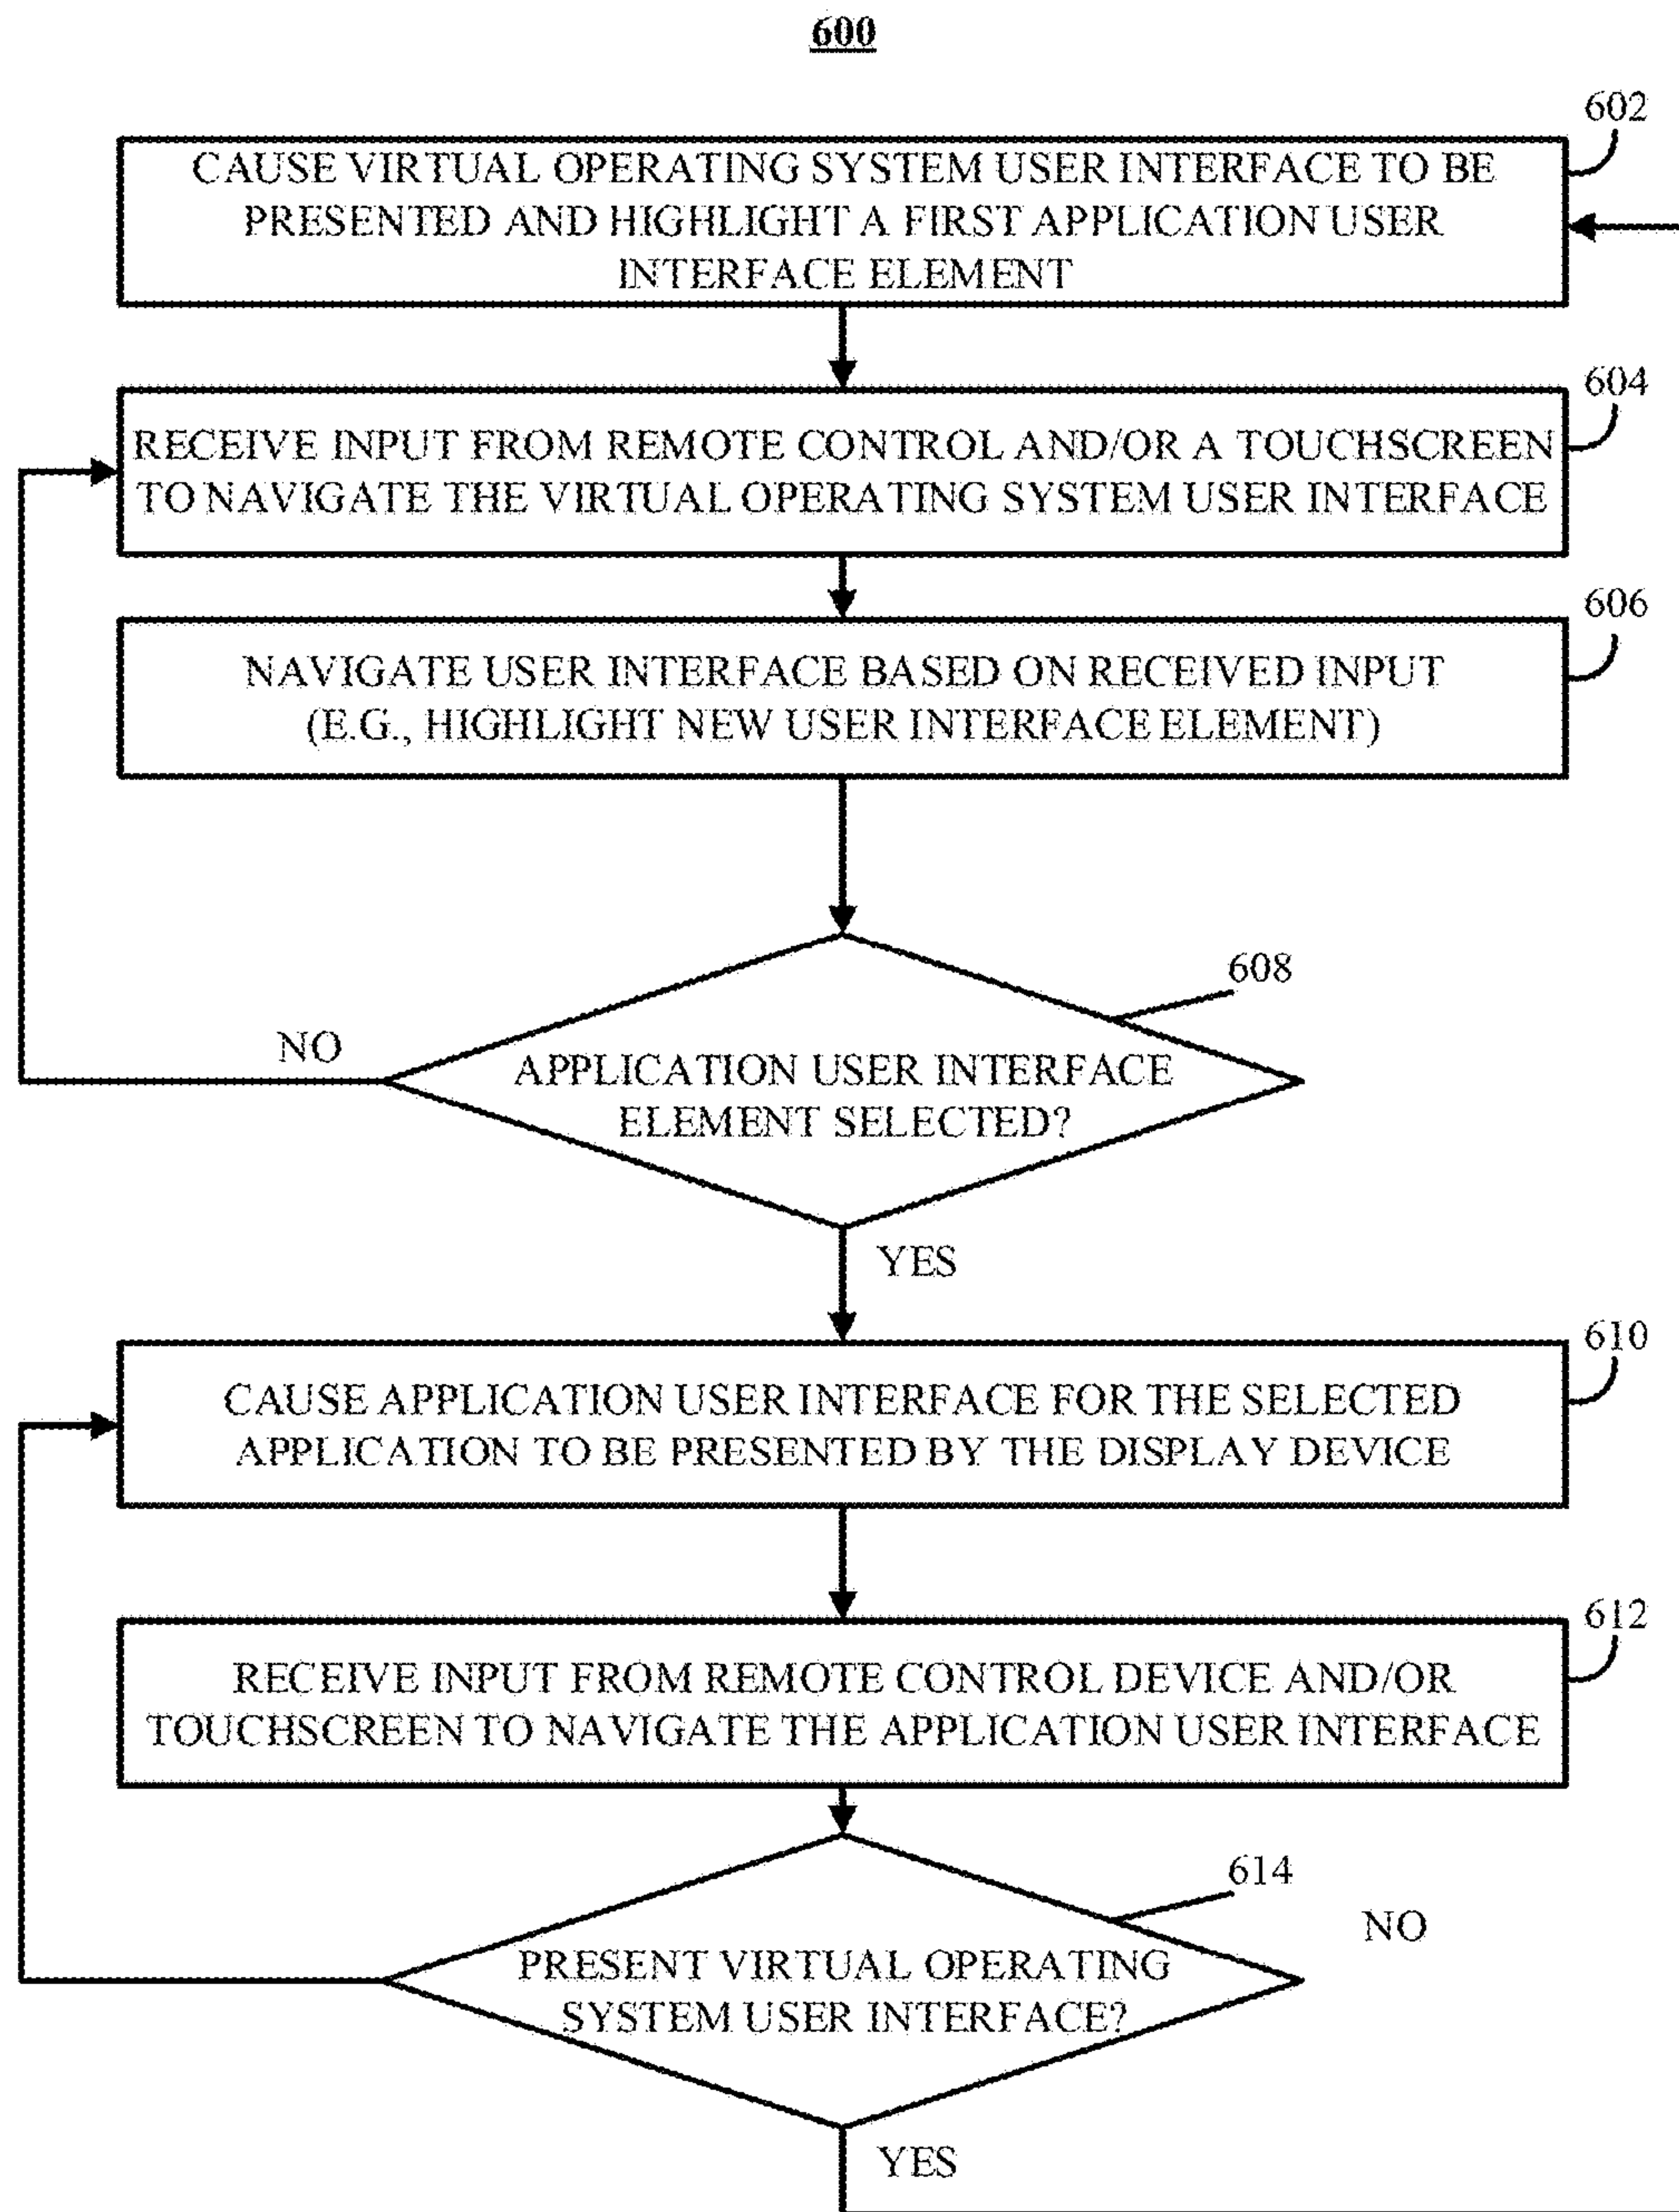 600
602
CAUSE VIRTUAL OPERATING SYSTEM USER INTERFACE TO BE
PRESENTED AND HIGHLIGHT A FIRST APPLICATION USER
INTERFACE ELEMENT
604
RECEIVE INPUT FROM REMOTE CONTROL AND/OR A TOUCHSCREEN
TO NAVIGATE THE VIRTUAL OPERATING SYSTEM USER INTERFACE
606
NAVIGATE USER INTERFACE BASED ON RECEIVED INPUT
(E.G., HIGHLIGHT NEW USER INTERFACE ELEMENT)
608
NO
APPLICATION USER INTERFACE
ELEMENT SELECTED?
YES
610
CAUSE APPLICATION USER INTERFACE FOR THE SELECTED
APPLICATION TO BE PRESENTED BY THE DISPLAY DEVICE
612
RECEIVE INPUT FROM REMOTE CONTROL DEVICE AND/OR
TOUCHSCREEN TO NAVIGATE THE APPLICATION USER INTERFACE
614
NO
PRESENT VIRTUAL OPERATING
SYSTEM USER INTERFACE?
YES